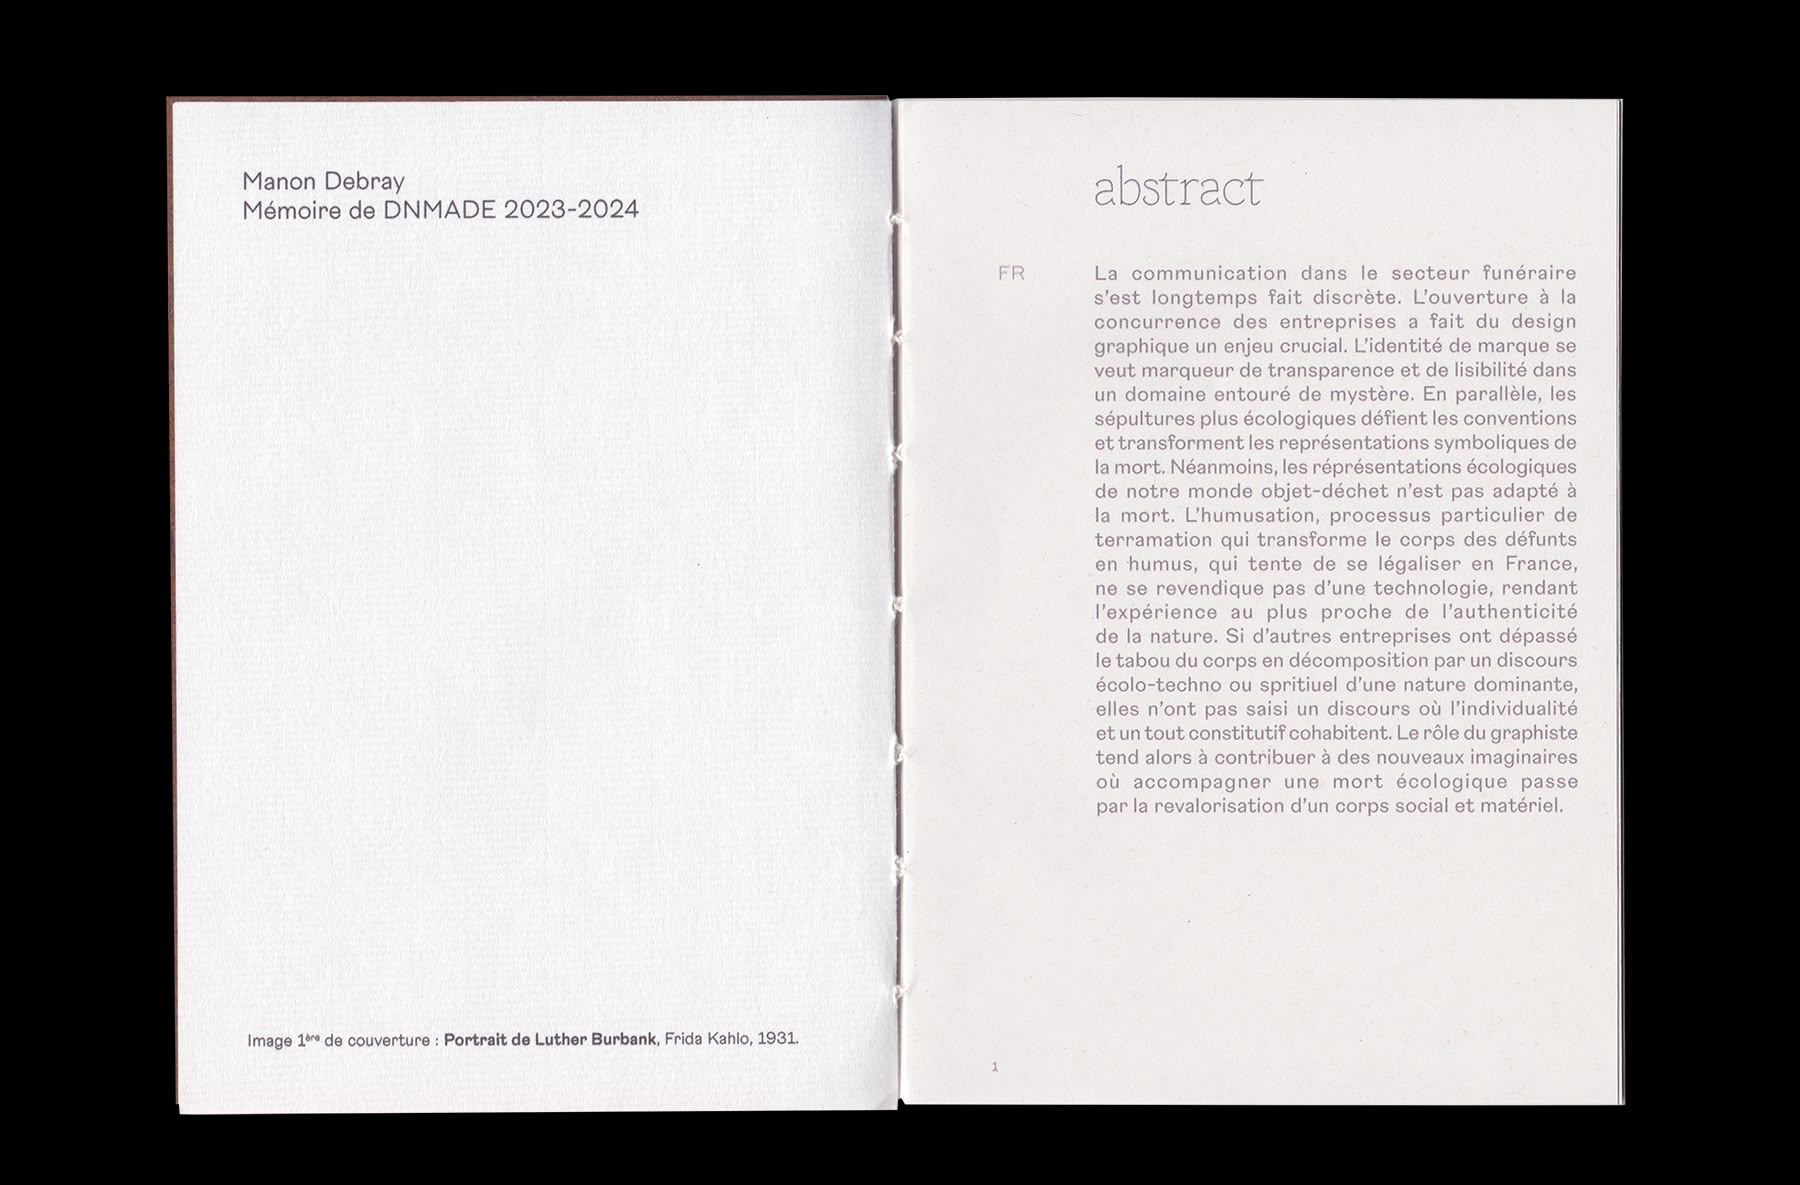 Manon Debray
Mémoire de DNMADE 2023-2024
Image 1ère de couverture : Portrait de Luther Burbank, Frida Kahlo, 1931.
abstract
FR
La communication dans le secteur funéraire
s’est longtemps fait discrète. L’ouverture à la
concurrence des entreprises a fait du design
graphique un enjeu crucial. L’identité de marque se
veut marqueur de transparence et de lisibilité dans
un domaine entouré de mystère. En parallèle, les
sépultures plus écologiques défient les conventions
et transforment les représentations symboliques de
la mort. Néanmoins, les réprésentations écologiques
de notre monde objet-déchet n’est pas adapté à
la mort. L’humusation, processus particulier de
terramation qui transforme le corps des défunts
en humus, qui tente de se légaliser en France,
ne se revendique pas d’une technologie, rendant
l’expérience au plus proche de l’authenticité
de la nature. Si d’autres entreprises ont dépassé
le tabou du corps en décomposition par un discours
écolo-techno ou spritiuel d’une nature dominante,
elles n’ont pas saisi un discours où l’individualité
et un tout constitutif cohabitent. Le rôle du graphiste
tend alors à contribuer à des nouveaux imaginaires
où accompagner une mort écologique passe
par la revalorisation d’un corps social et matériel.
1